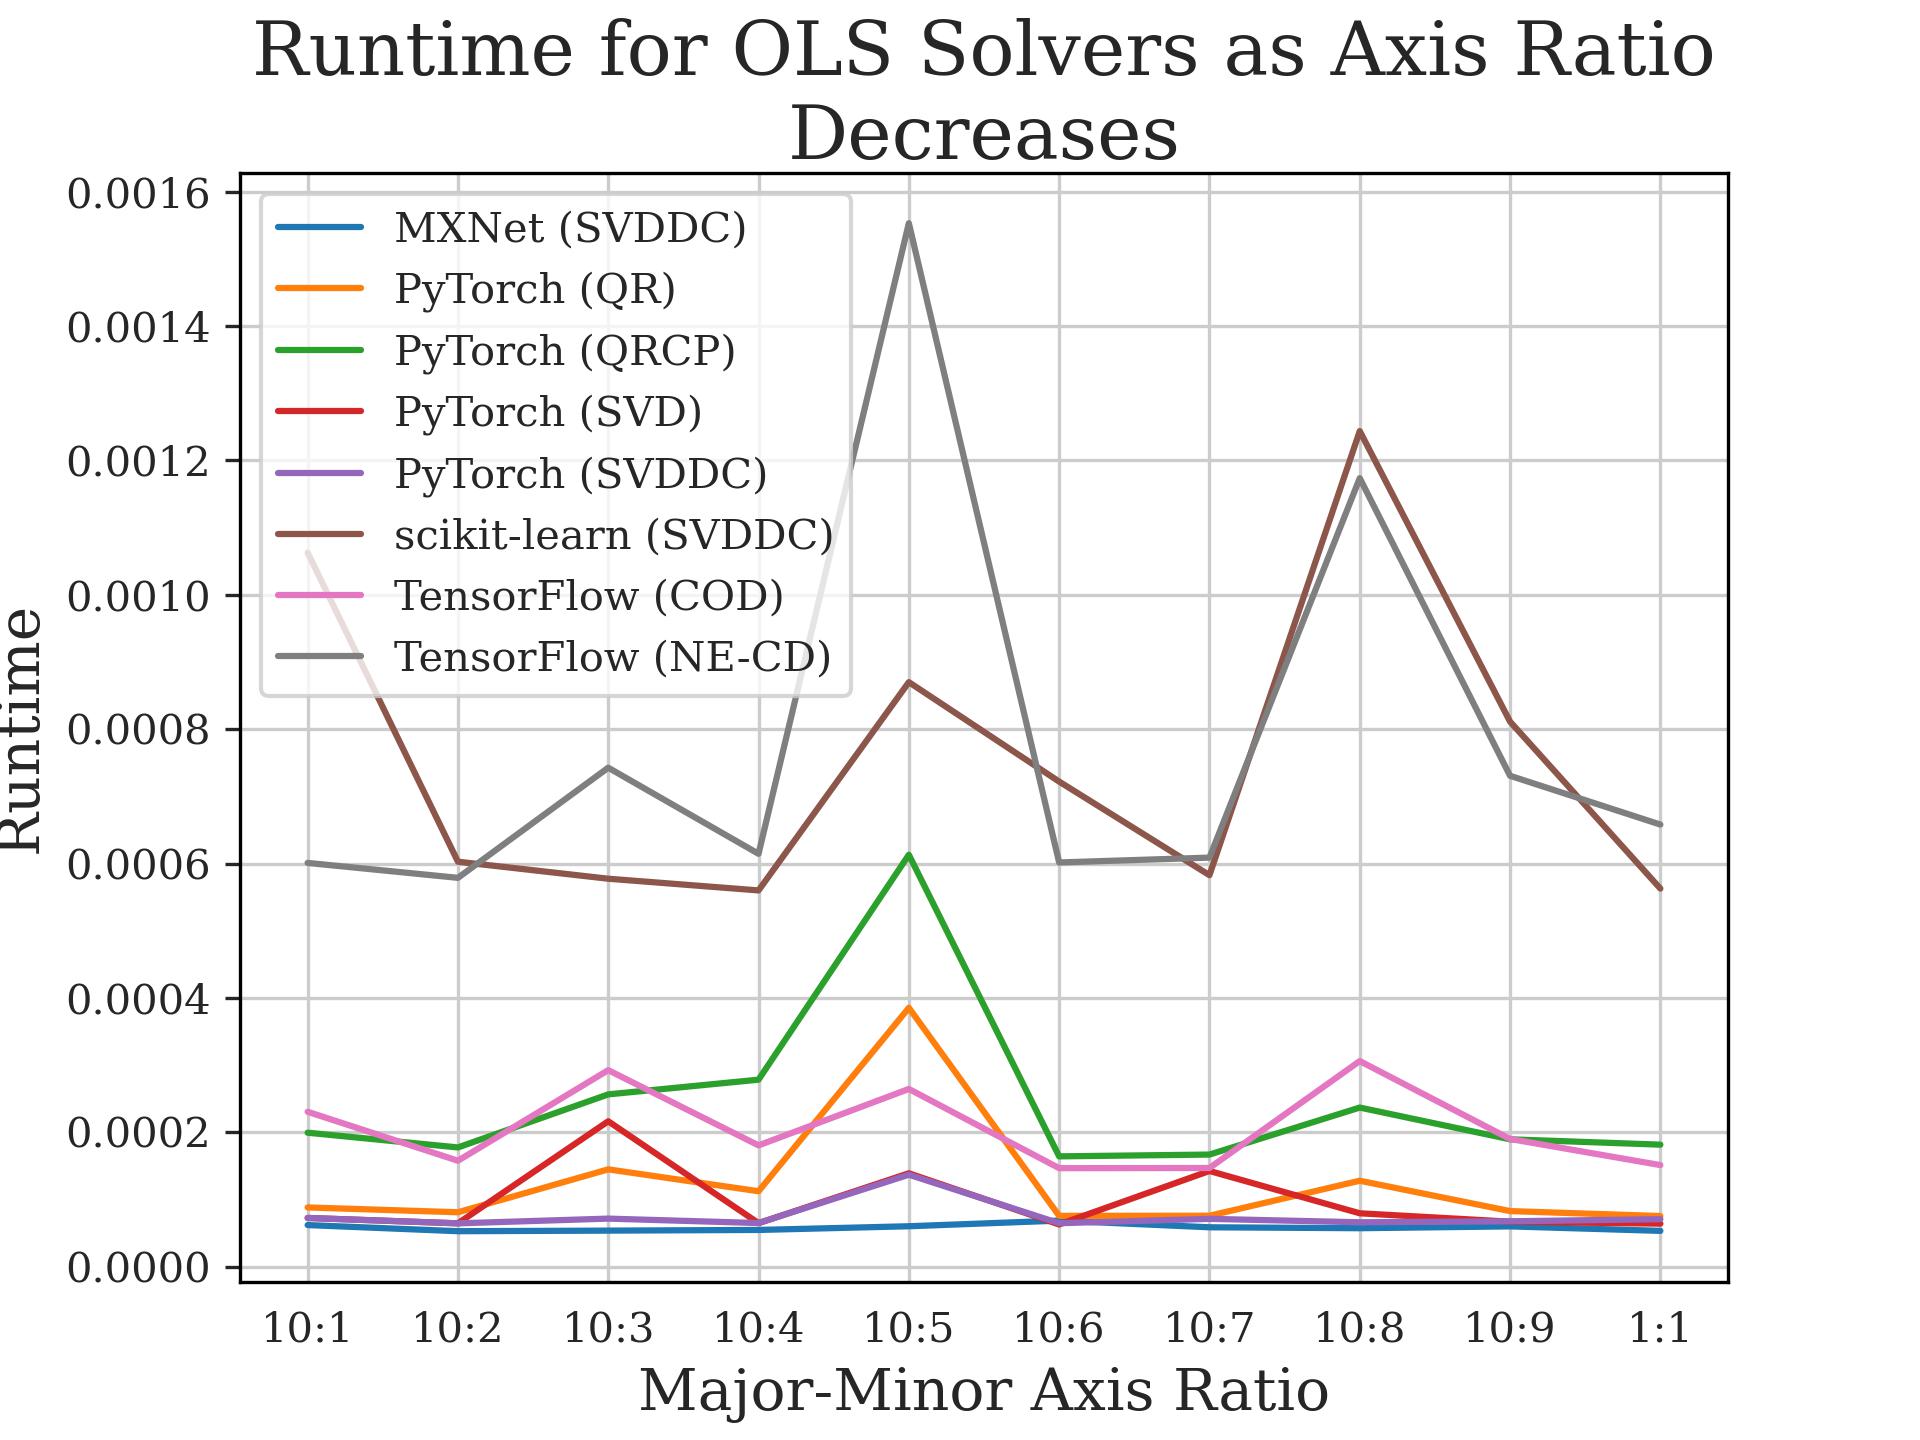 Runtime for OLS Solvers as Axis Ratio
Decreases
0.0016
0.0014
0.0012
0.0010
0.0008
0.0006
0.0004
0.0002
0.0000
Runtime
MXNet (SVDDC)
PyTorch (QR)
PyTorch (QRCP)
PyTorch (SVD)
PyTorch (SVDDC)
scikit-learn (SVDDC)
TensorFlow (COD)
TensorFlow (NE-CD)
10:1 10:2 10:3 10:4 10:5 10:6 10:7 10:8 10:9 1:1
Major-Minor Axis Ratio